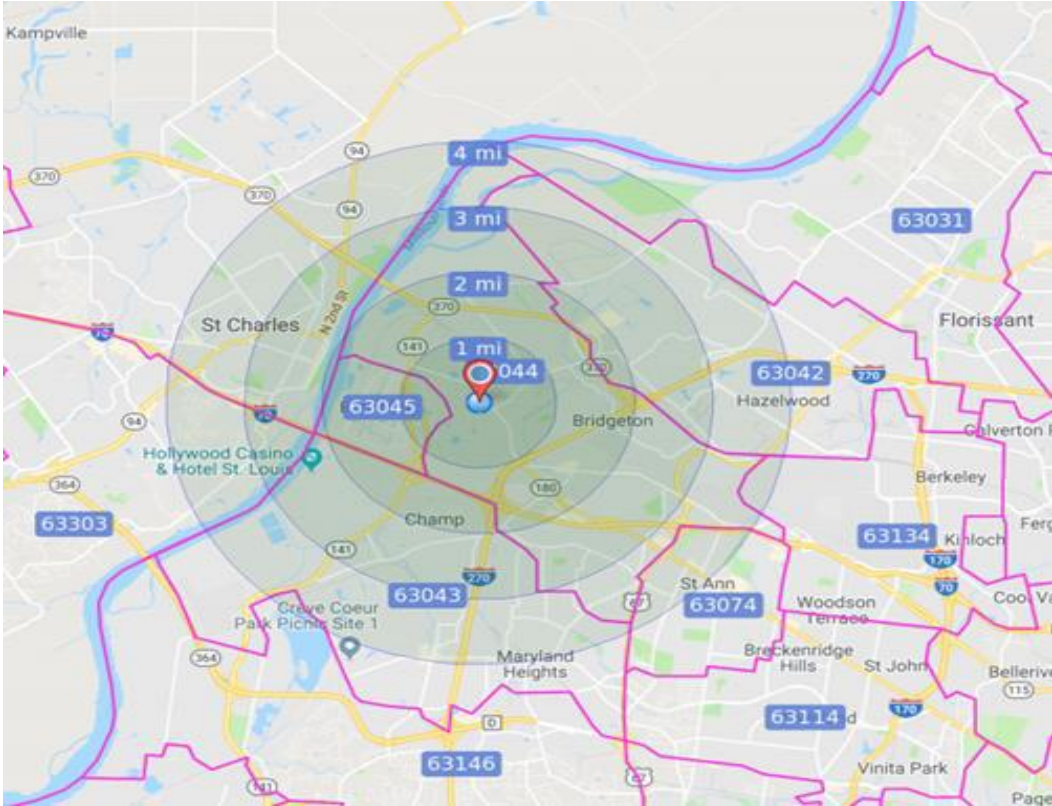 Kampville
94
4 mi
370
370
94
3 mi
63031
2 mi
370
N 2nd St
St Charles
Florissant
70
141
1 mi
044
370
63042
270
Hazelwood
63045
94
70
Bridgeton
Hollywood Casino
& Hotel St. Louis
Berkeley
364
180
Champ
63303
63134
Kinloch
141
170
270
St Ann
70
63043
67
63074
Woodson
Terrace
Creve Coeur
Park Picnic Site 1
Breckenridge
Hills
364
Maryland
Heights
St John
115
170
D
63114
63146
Vinita Park
67
141